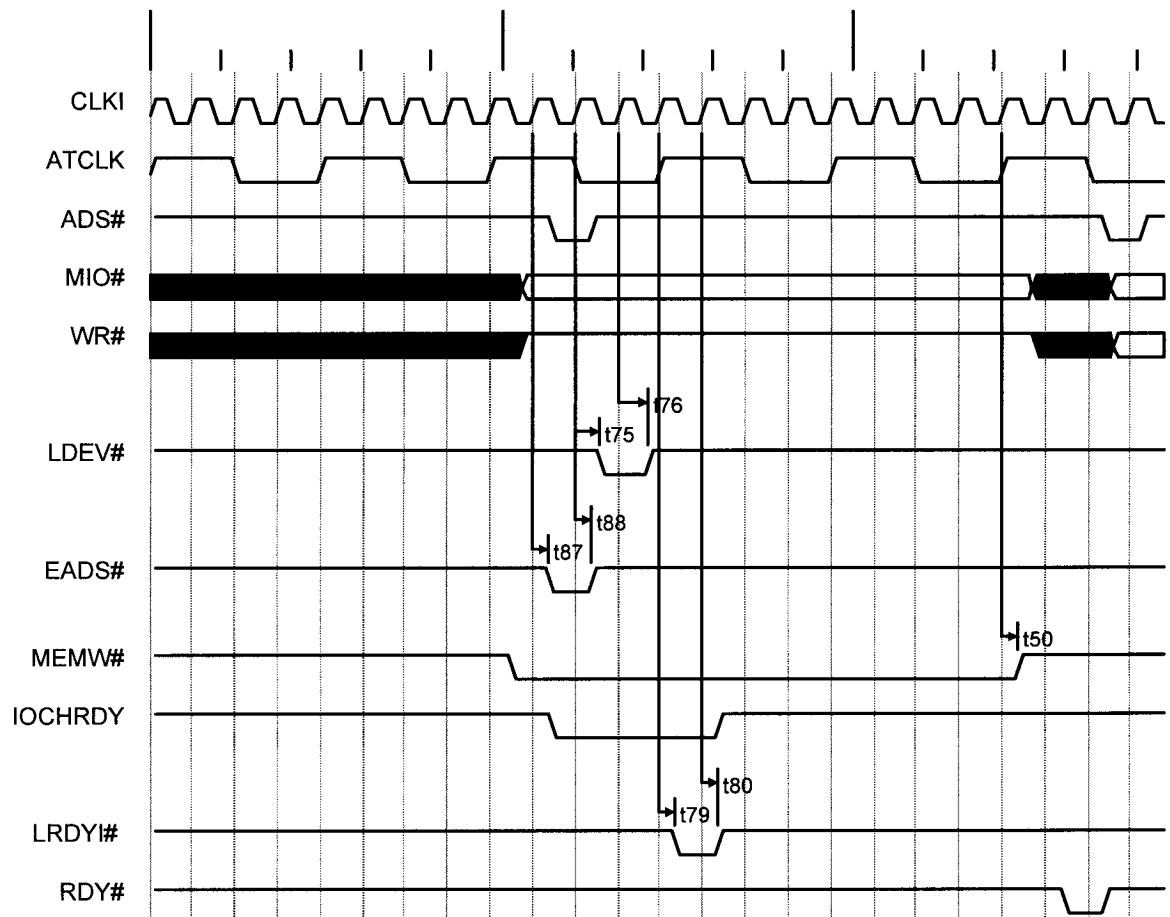 CLKI
ATCLK
ADS#
MIO#
WR#
t76
t75
LDEV#
t88
t87
EADS#
t50
MEMW#
IOCHRDY
t80
t79
LRDYI#
RDY#